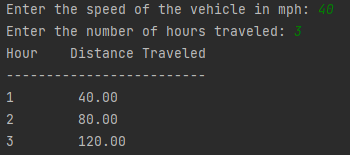 Enter the speed of the vehicle in mph: 40
Enter the number of hours traveled: 3
Hour    Distance Traveled
-------------------------
1        40.00
2        80.00
3        120.00